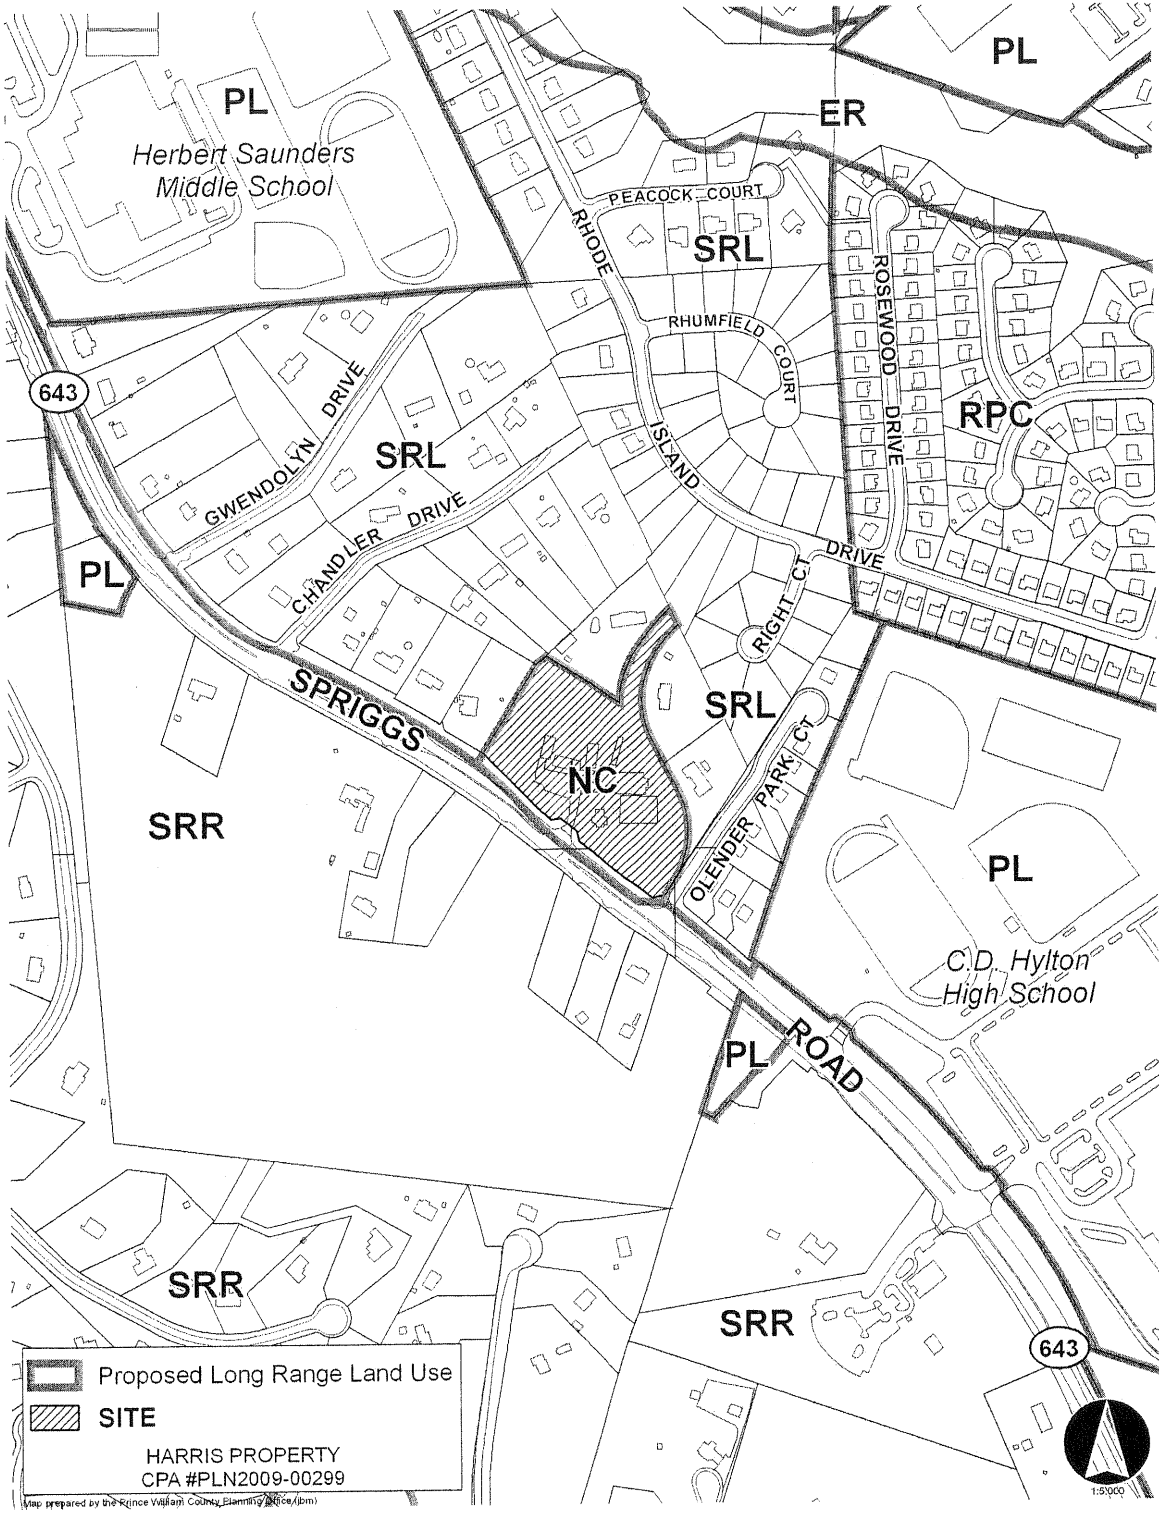 PL
Herbert Saunders
Middle School
PL
ER
PEACOCK COURT
SRL
RHODE
ISLAND
DRIVE
RHUMFIELD
COURT
ROSEWOOD
DRIVE
RPC
643
GWENDOLYN
DRIVE
SRL
CHANDLER
DRIVE
PL
RIGHT CT
SRL
SPRIGGS
ROAD
NC
OLENDER PARK CT
SRR
PL
C.D. Hylton
High School
PL
SRR
SRR
643
Proposed Long Range Land Use
SITE
HARRIS PROPERTY
CPA #PLN2009-00299
Map prepared by the Prince William County Planning Office (jbm)
1:5'000